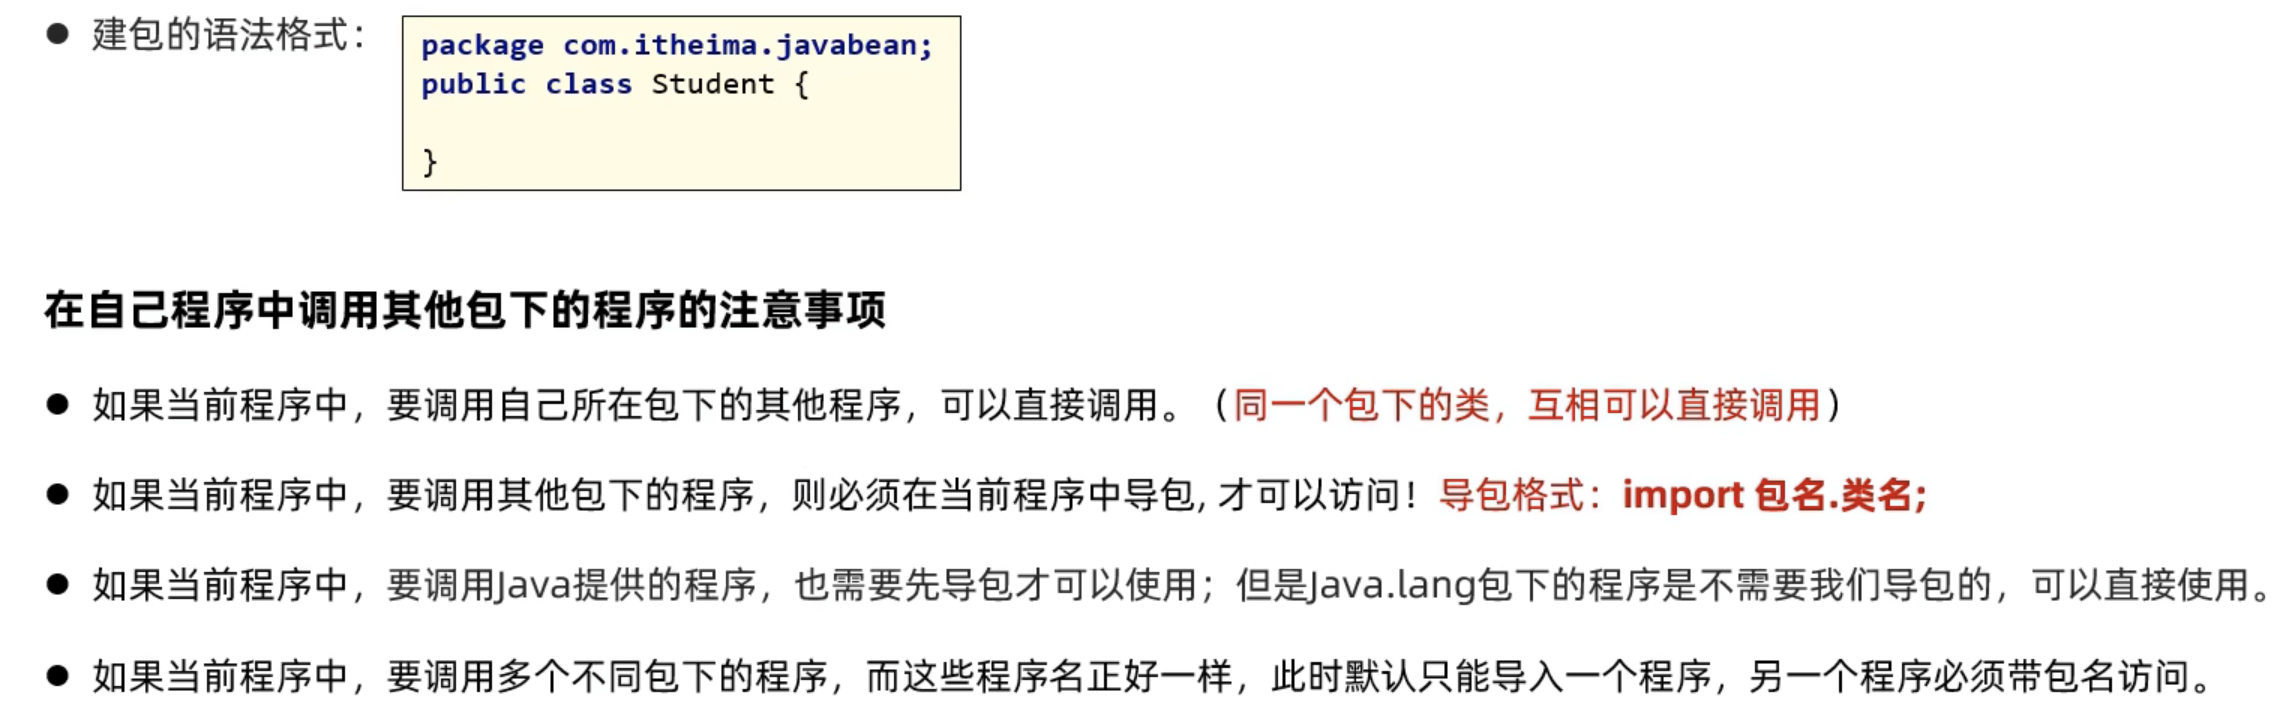 ● 建包的语法格式：
package com.itheima.javabean;
public class Student {
}
在自己程序中调用其他包下的程序的注意事项
● 如果当前程序中，要调用自己所在包下的其他程序，可以直接调用。（同一个包下的类，互相可以直接调用）
● 如果当前程序中，要调用其他包下的程序，则必须在当前程序中导包, 才可以访问！导包格式：import 包名.类名;
● 如果当前程序中，要调用Java提供的程序，也需要先导包才可以使用；但是Java.lang包下的程序是不需要我们导包的，可以直接使用。
● 如果当前程序中，要调用多个不同包下的程序，而这些程序名正好一样，此时默认只能导入一个程序，另一个程序必须带包名访问。